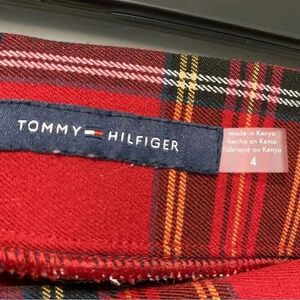 TOMMY HILFIGER
made in Kenya
hecho en Kenia
fabriqué au Kenya
4